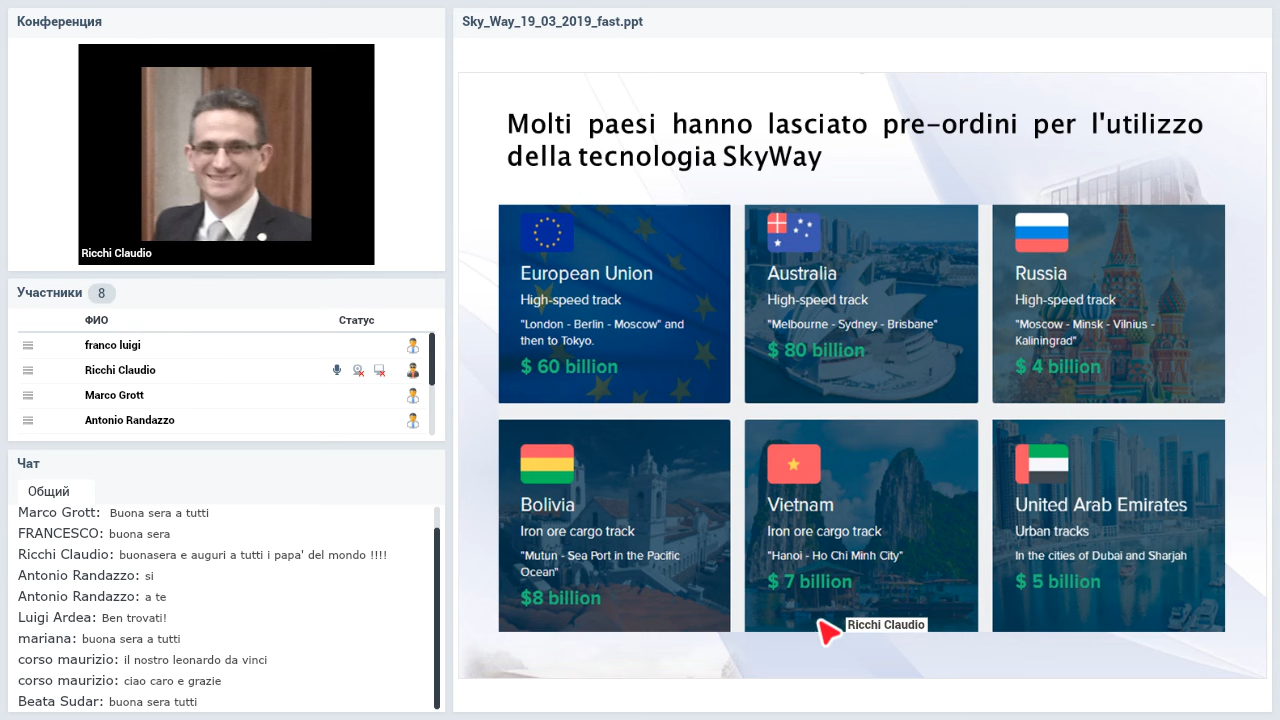 Конференция
Ricchi Claudio
Участники 8
ФИО Статус
franco luigi
Ricchi Claudio
Marco Grott
Antonio Randazzo
Чат
Общий
Marco Grott: Buona sera a tutti
FRANCESCO: buona sera
Ricchi Claudio: buonasera e auguri a tutti i papa' del mondo !!!!
Antonio Randazzo: si
Antonio Randazzo: a te
Luigi Ardea: Ben trovati!
mariana: buona sera a tutti
corso maurizio: il nostro leonardo da vinci
corso maurizio: ciao caro e grazie
Beata Sudar: buona sera tutti
Sky_Way_19_03_2019_fast.ppt
Molti paesi hanno lasciato pre-ordini per l'utilizzo
della tecnologia SkyWay
European Union
High-speed track
"London - Berlin - Moscow" and
then to Tokyo.
$ 60 billion
Australia
High-speed track
"Melbourne - Sydney - Brisbane"
$ 80 billion
Russia
High-speed track
"Moscow - Minsk - Vilnius -
Kaliningrad"
$ 4 billion
Bolivia
Iron ore cargo track
"Mutun - Sea Port in the Pacific
Ocean"
$8 billion
Vietnam
Iron ore cargo track
"Hanoi - Ho Chi Minh City"
$ 7 billion
United Arab Emirates
Urban tracks
In the cities of Dubai and Sharjah
$ 5 billion
Ricchi Claudio